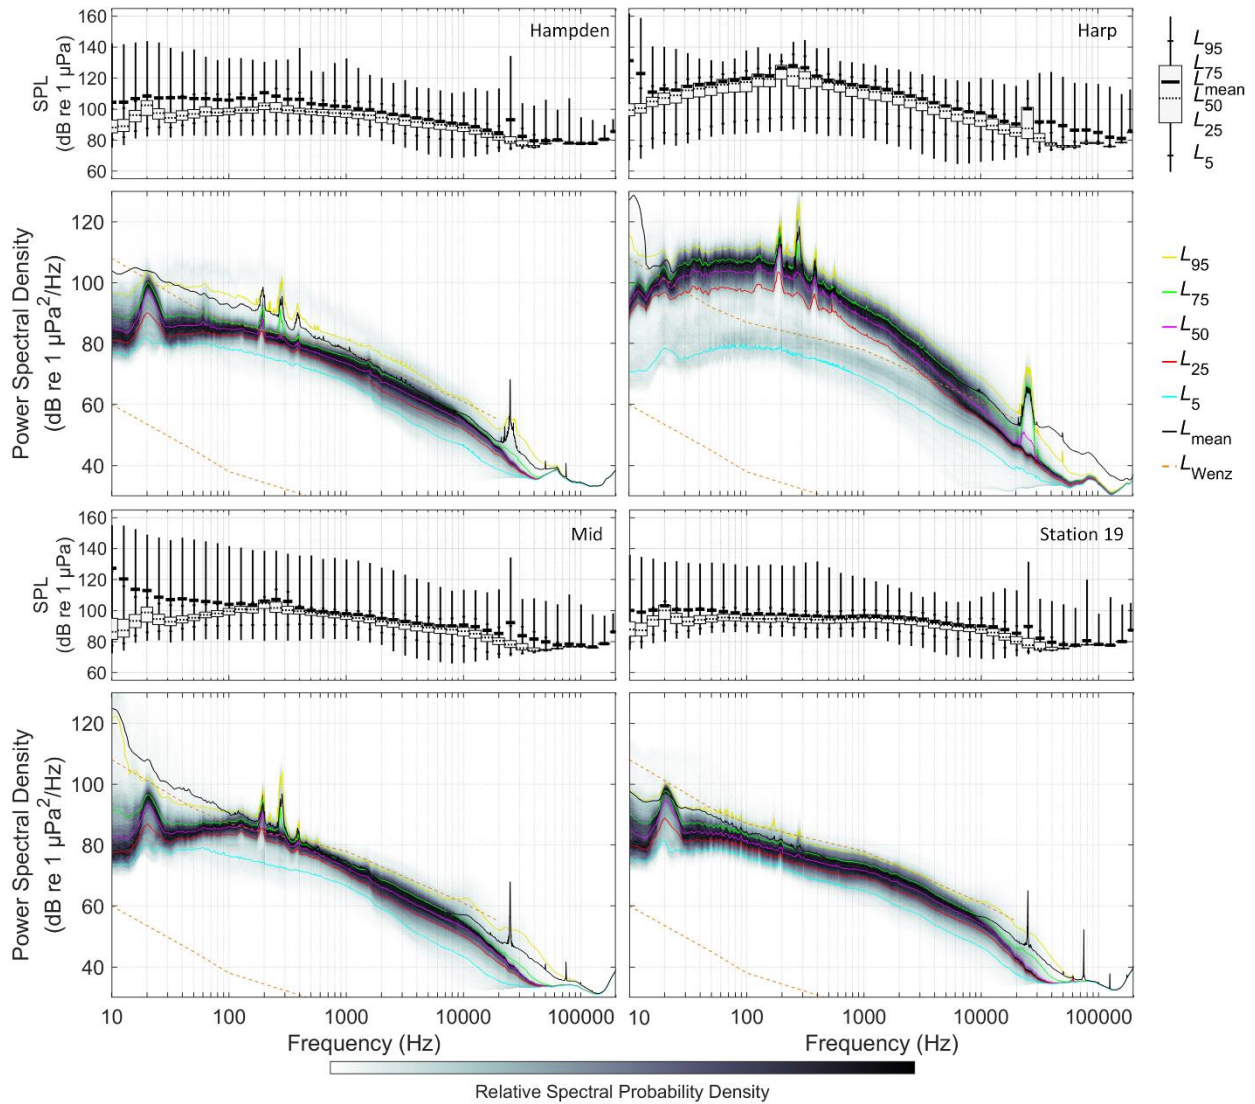 160
140
120
100
80
60
SPL
(dB re 1 µPa)
Hampden
Harp
L95
L75
Lmean
L50
L25
L5
120
100
80
60
40
Power Spectral Density
(dB re 1 µPa²/Hz)
L95
L75
L50
L25
L5
Lmean
LWenz
160
140
120
100
80
60
SPL
(dB re 1 µPa)
Mid
Station 19
120
100
80
60
40
Power Spectral Density
(dB re 1 µPa²/Hz)
10 100 1000 10000 100000
10 100 1000 10000 100000
Frequency (Hz)
Frequency (Hz)
Relative Spectral Probability Density